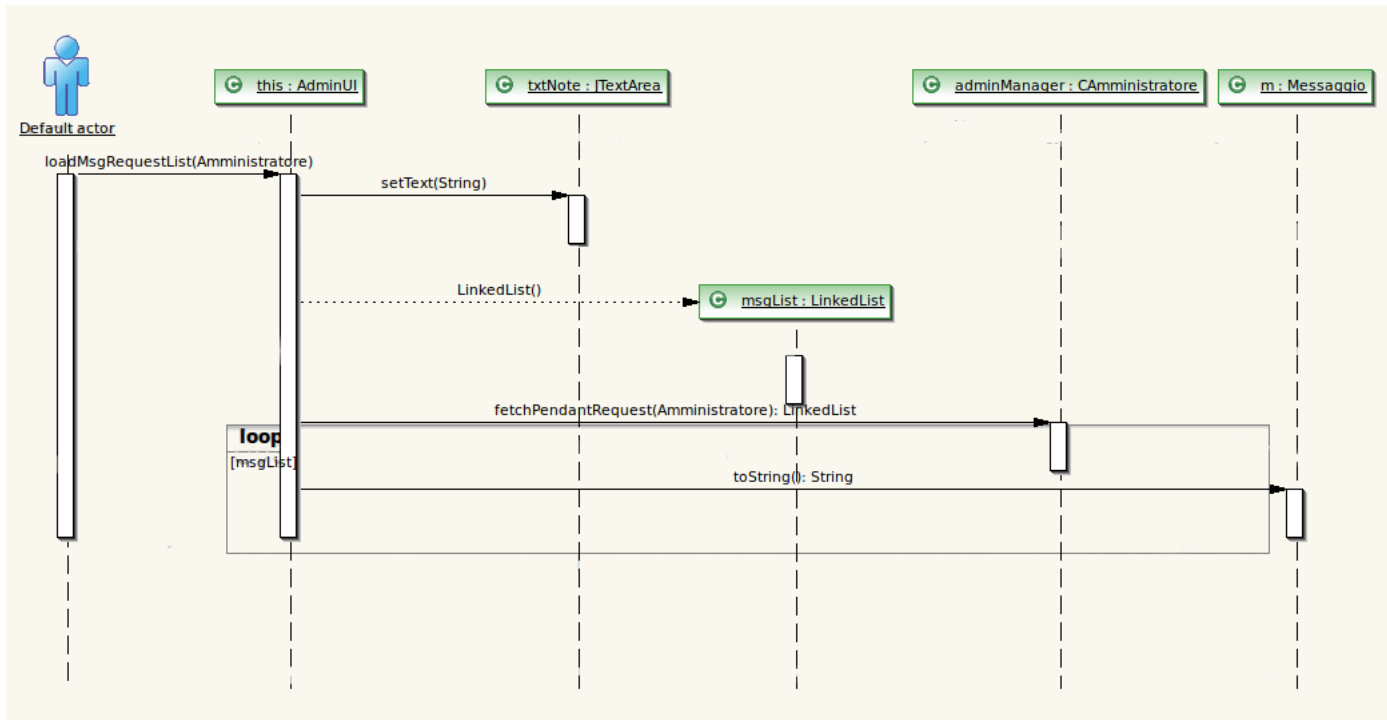 this : AdminUI
txtNote : JTextArea
adminManager : CAmministratore
m : Messaggio
Default actor
loadMsgRequestList(Amministratore)
setText(String)
LinkedList()
msgList : LinkedList
fetchPendantRequest(Amministratore): LinkedList
loop
[msgList]
toString(): String